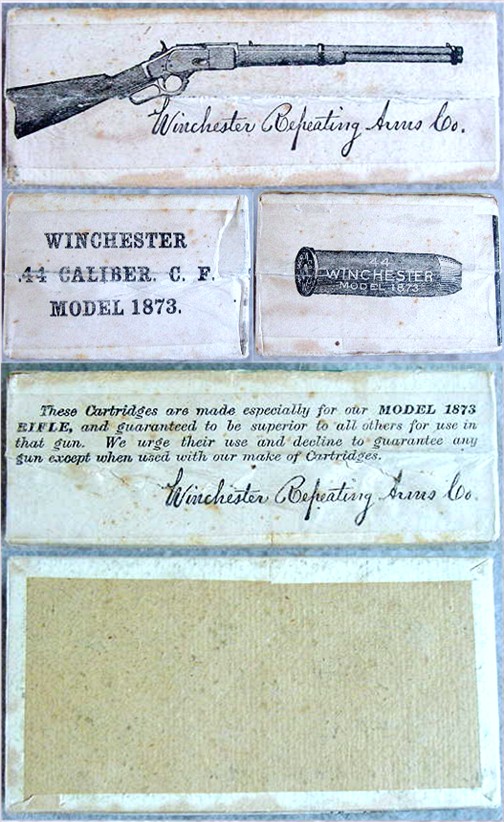 Winchester Repeating Arms Co.
WINCHESTER
.44 CALIBER. C. F.
MODEL 1873.
44
WINCHESTER
MODEL 1873
These Cartridges are made especially for our MODEL 1873
RIFLE, and guaranteed to be superior to all others for use in
that gun. We urge their use and decline to guarantee any
gun except when used with our make of Cartridges.
Winchester Repeating Arms Co.